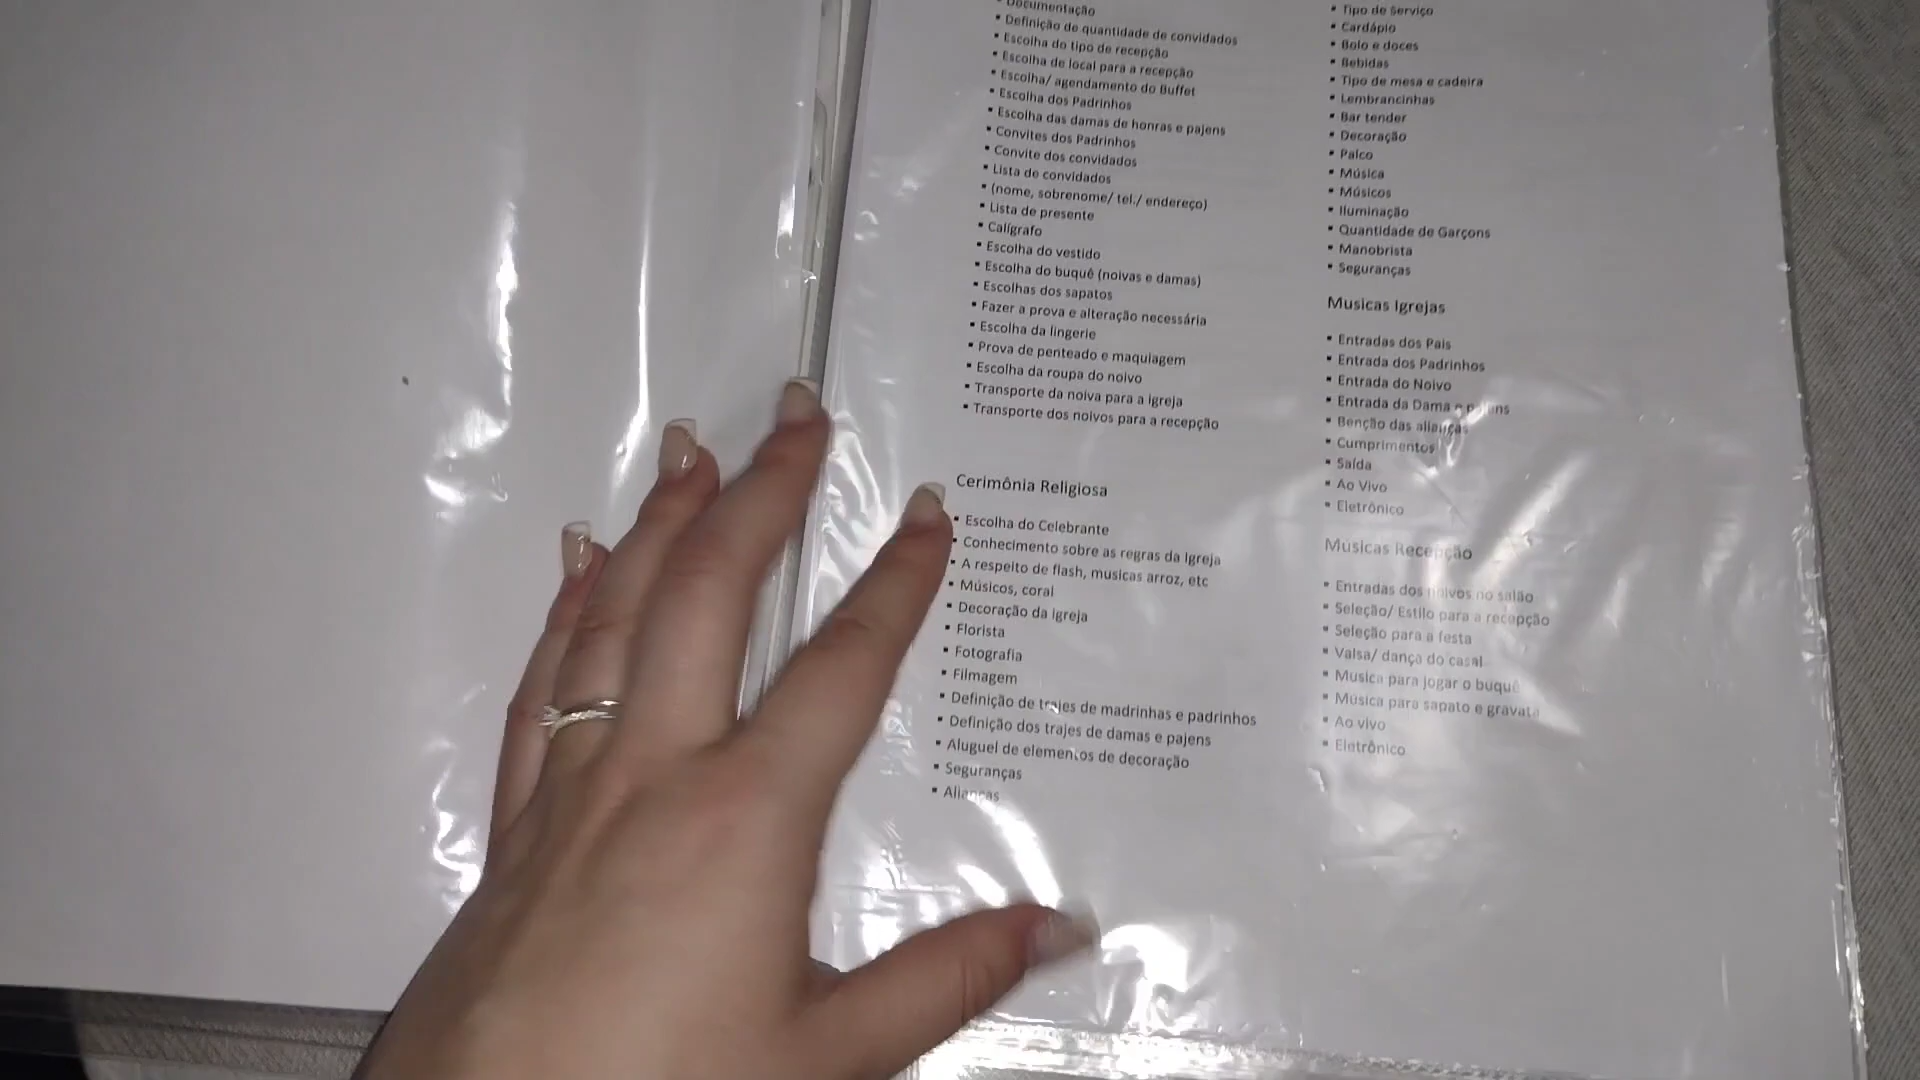 Documentação
▪ Definição de quantidade de convidados
▪ Escolha do tipo de recepção
▪ Escolha de local para a recepção
▪ Escolha/ agendamento do Buffet
▪ Escolha dos Padrinhos
▪ Escolha das damas de honras e pajens
▪ Convites dos Padrinhos
▪ Convite dos convidados
▪ Lista de convidados
▪ (nome, sobrenome/ tel./ endereço)
▪ Lista de presente
▪ Calígrafo
▪ Escolha do vestido
▪ Escolha do buquê (noivas e damas)
▪ Escolhas dos sapatos
▪ Fazer a prova e alteração necessária
▪ Escolha da lingerie
▪ Prova de penteado e maquiagem
▪ Escolha da roupa do noivo
▪ Transporte da noiva para a igreja
▪ Transporte dos noivos para a recepção
Cerimônia Religiosa
▪ Escolha do Celebrante
▪ Conhecimento sobre as regras da Igreja
▪ A respeito de flash, musicas arroz, etc
▪ Músicos, coral
▪ Decoração da Igreja
▪ Florista
▪ Fotografia
▪ Filmagem
▪ Definição de trajes de madrinhas e padrinhos
▪ Definição dos trajes de damas e pajens
▪ Aluguel de elementos de decoração
▪ Seguranças
▪ Alianças
▪ Tipo de Serviço
▪ Cardápio
▪ Bolo e doces
▪ Bebidas
▪ Tipo de mesa e cadeira
▪ Lembrancinhas
▪ Bar tender
▪ Decoração
▪ Palco
▪ Música
▪ Músicos
▪ Iluminação
▪ Quantidade de Garçons
▪ Manobrista
▪ Seguranças
Musicas Igrejas
▪ Entradas dos Pais
▪ Entrada dos Padrinhos
▪ Entrada do Noivo
▪ Entrada da Dama e pajens
▪ Benção das alianças
▪ Cumprimentos
▪ Saída
▪ Ao Vivo
▪ Eletrônico
Músicas Recepção
▪ Entradas dos noivos no salão
▪ Seleção/ Estilo para a recepção
▪ Seleção para a festa
▪ Valsa/ dança do casal
▪ Musica para jogar o buquê
▪ Música para sapato e gravata
▪ Ao vivo
▪ Eletrônico